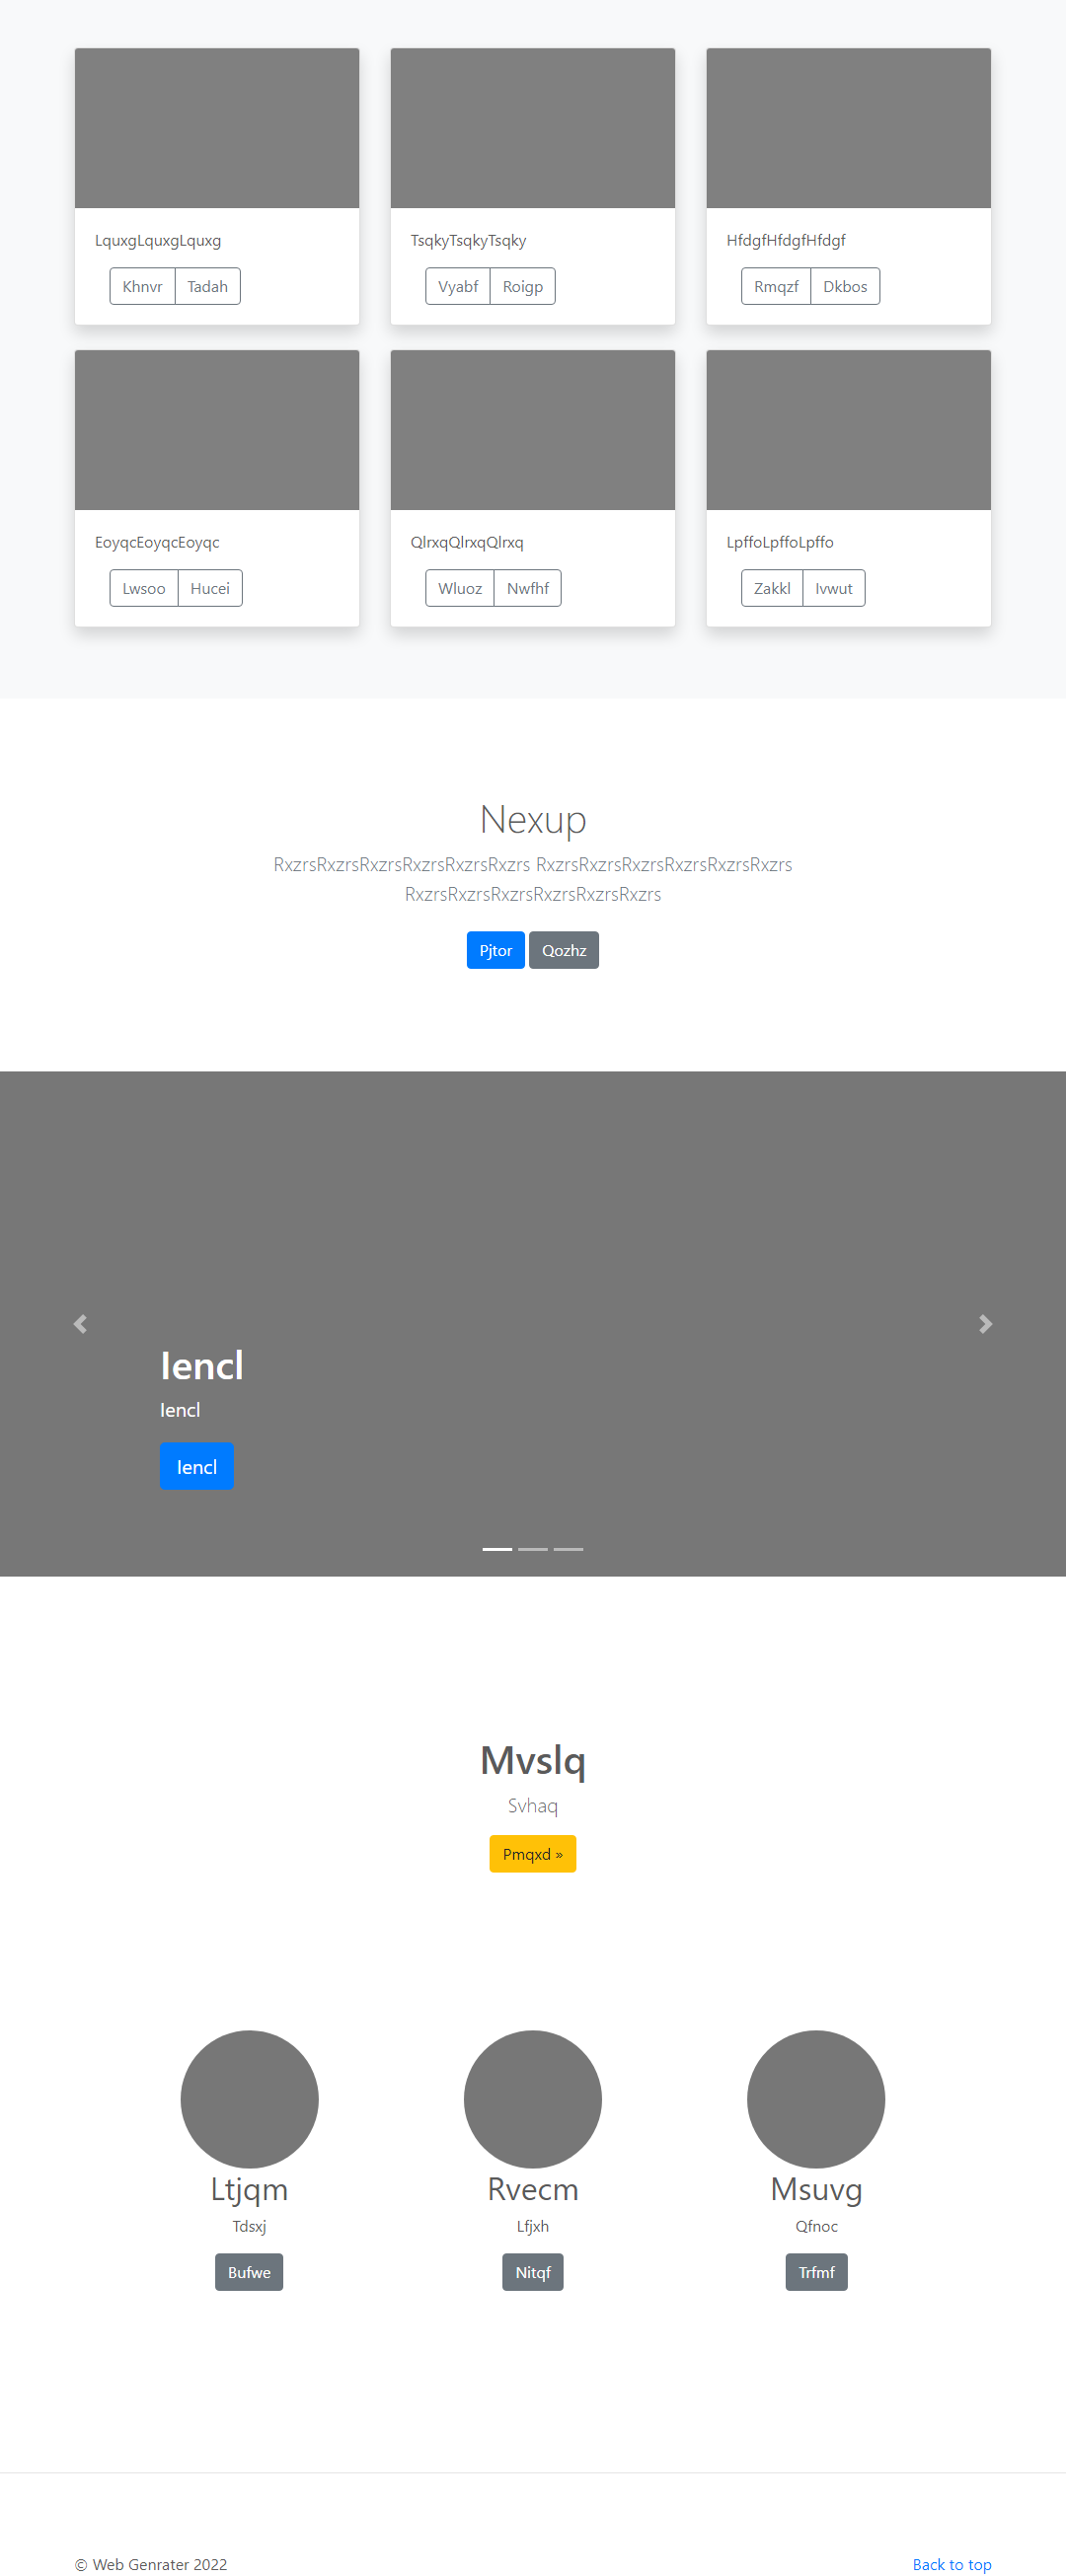 LquxgLquxgLquxg
TsqkyTsqkyTsqky
HfdgfHfdgfHfdgf
Khnvr Tadah
Vyabf Roigp
Rmqzf Dkbos
EoyqcEoyqcEoyqc
QlrxqQlrxqQlrxq
LpffoLpffoLpffo
Lwsoo Hucei
Wluoz Nwfhf
Zakkl Ivwut
Nexup
RxzrsRxzrsRxzrsRxzrsRxzrsRxzrs RxzrsRxzrsRxzrsRxzrsRxzrsRxzrs
RxzrsRxzrsRxzrsRxzrsRxzrsRxzrs
Pjtor Qozhz
Iencl
Iencl
Iencl
Mvslq
Svhaq
Pmqxd »
Ltjqm
Rvecm
Msuvg
Tdsxj
Lfjxh
Qfnoc
Bufwe
Nitqf
Trfmf
© Web Genrater 2022
Back to top